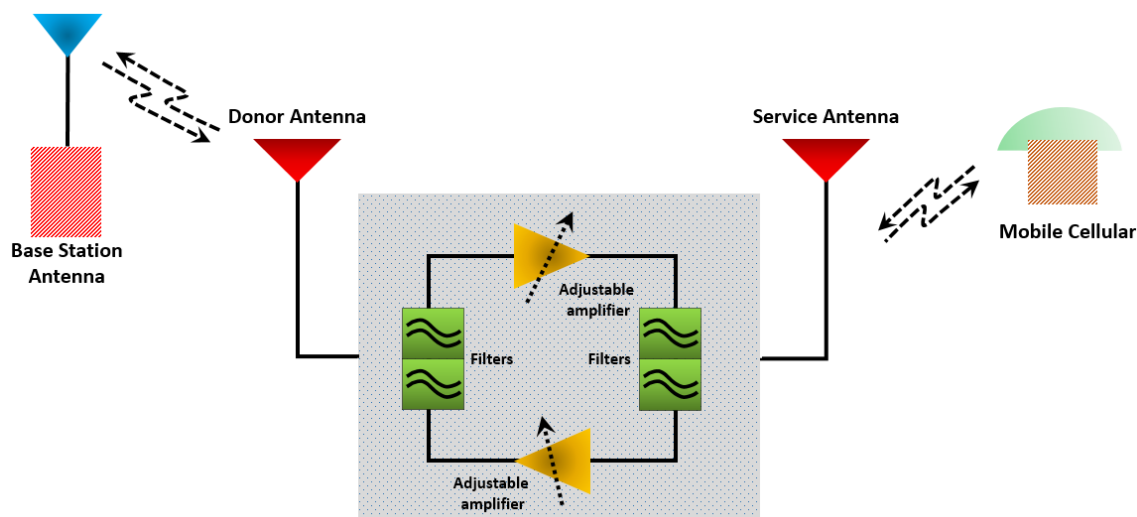 Donor Antenna
Service Antenna
Base Station
Antenna
Mobile Cellular
Adjustable
amplifier
Filters
Filters
Adjustable
amplifier